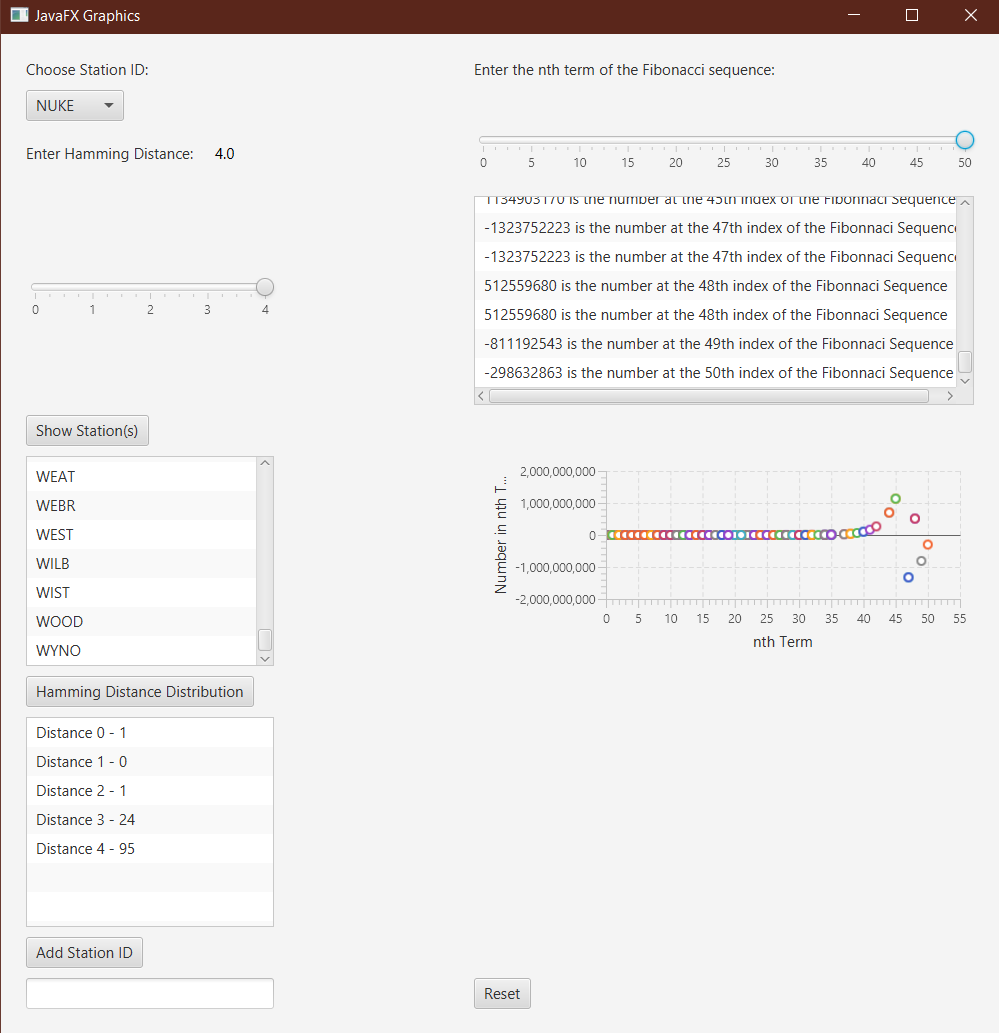 JavaFX Graphics
Choose Station ID:
NUKE
Enter Hamming Distance: 4.0
0 1 2 3 4
Show Station(s)
WEAT
WEBR
WEST
WILB
WIST
WOOD
WYNO
Hamming Distance Distribution
Distance 0 - 1
Distance 1 - 0
Distance 2 - 1
Distance 3 - 24
Distance 4 - 95
Add Station ID
Enter the nth term of the Fibonacci sequence:
0 5 10 15 20 25 30 35 40 45 50
1134903170 is the number at the 45th index of the Fibonnaci Sequence
-1323752223 is the number at the 47th index of the Fibonnaci Sequenc
-1323752223 is the number at the 47th index of the Fibonnaci Sequenc
512559680 is the number at the 48th index of the Fibonnaci Sequence
512559680 is the number at the 48th index of the Fibonnaci Sequence
-811192543 is the number at the 49th index of the Fibonnaci Sequence
-298632863 is the number at the 50th index of the Fibonnaci Sequence
Number in nth T...
2,000,000,000
1,000,000,000
0
-1,000,000,000
-2,000,000,000
0 5 10 15 20 25 30 35 40 45 50 55
nth Term
Reset